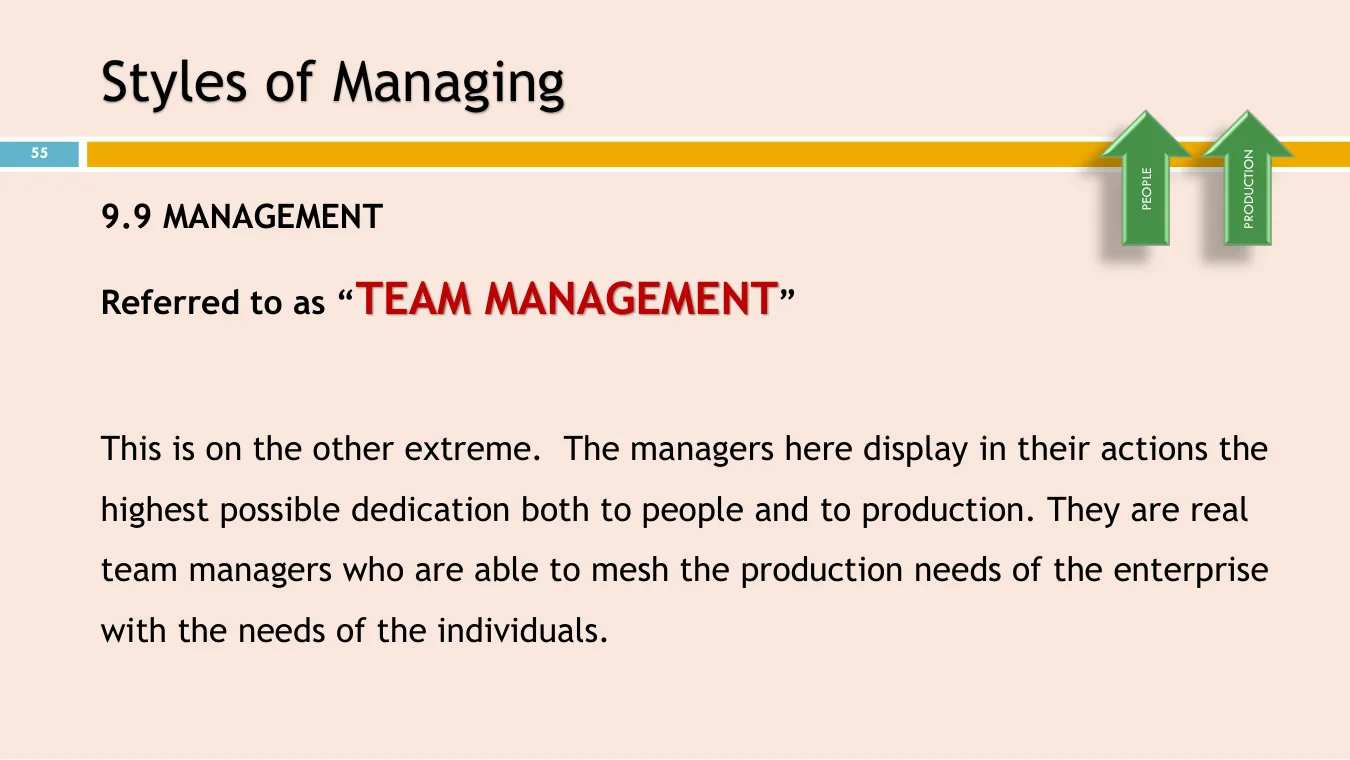 Styles of Managing
55
PEOPLE
PRODUCTION
9.9 MANAGEMENT
Referred to as “TEAM MANAGEMENT”
This is on the other extreme.  The managers here display in their actions the
highest possible dedication both to people and to production. They are real
team managers who are able to mesh the production needs of the enterprise
with the needs of the individuals.